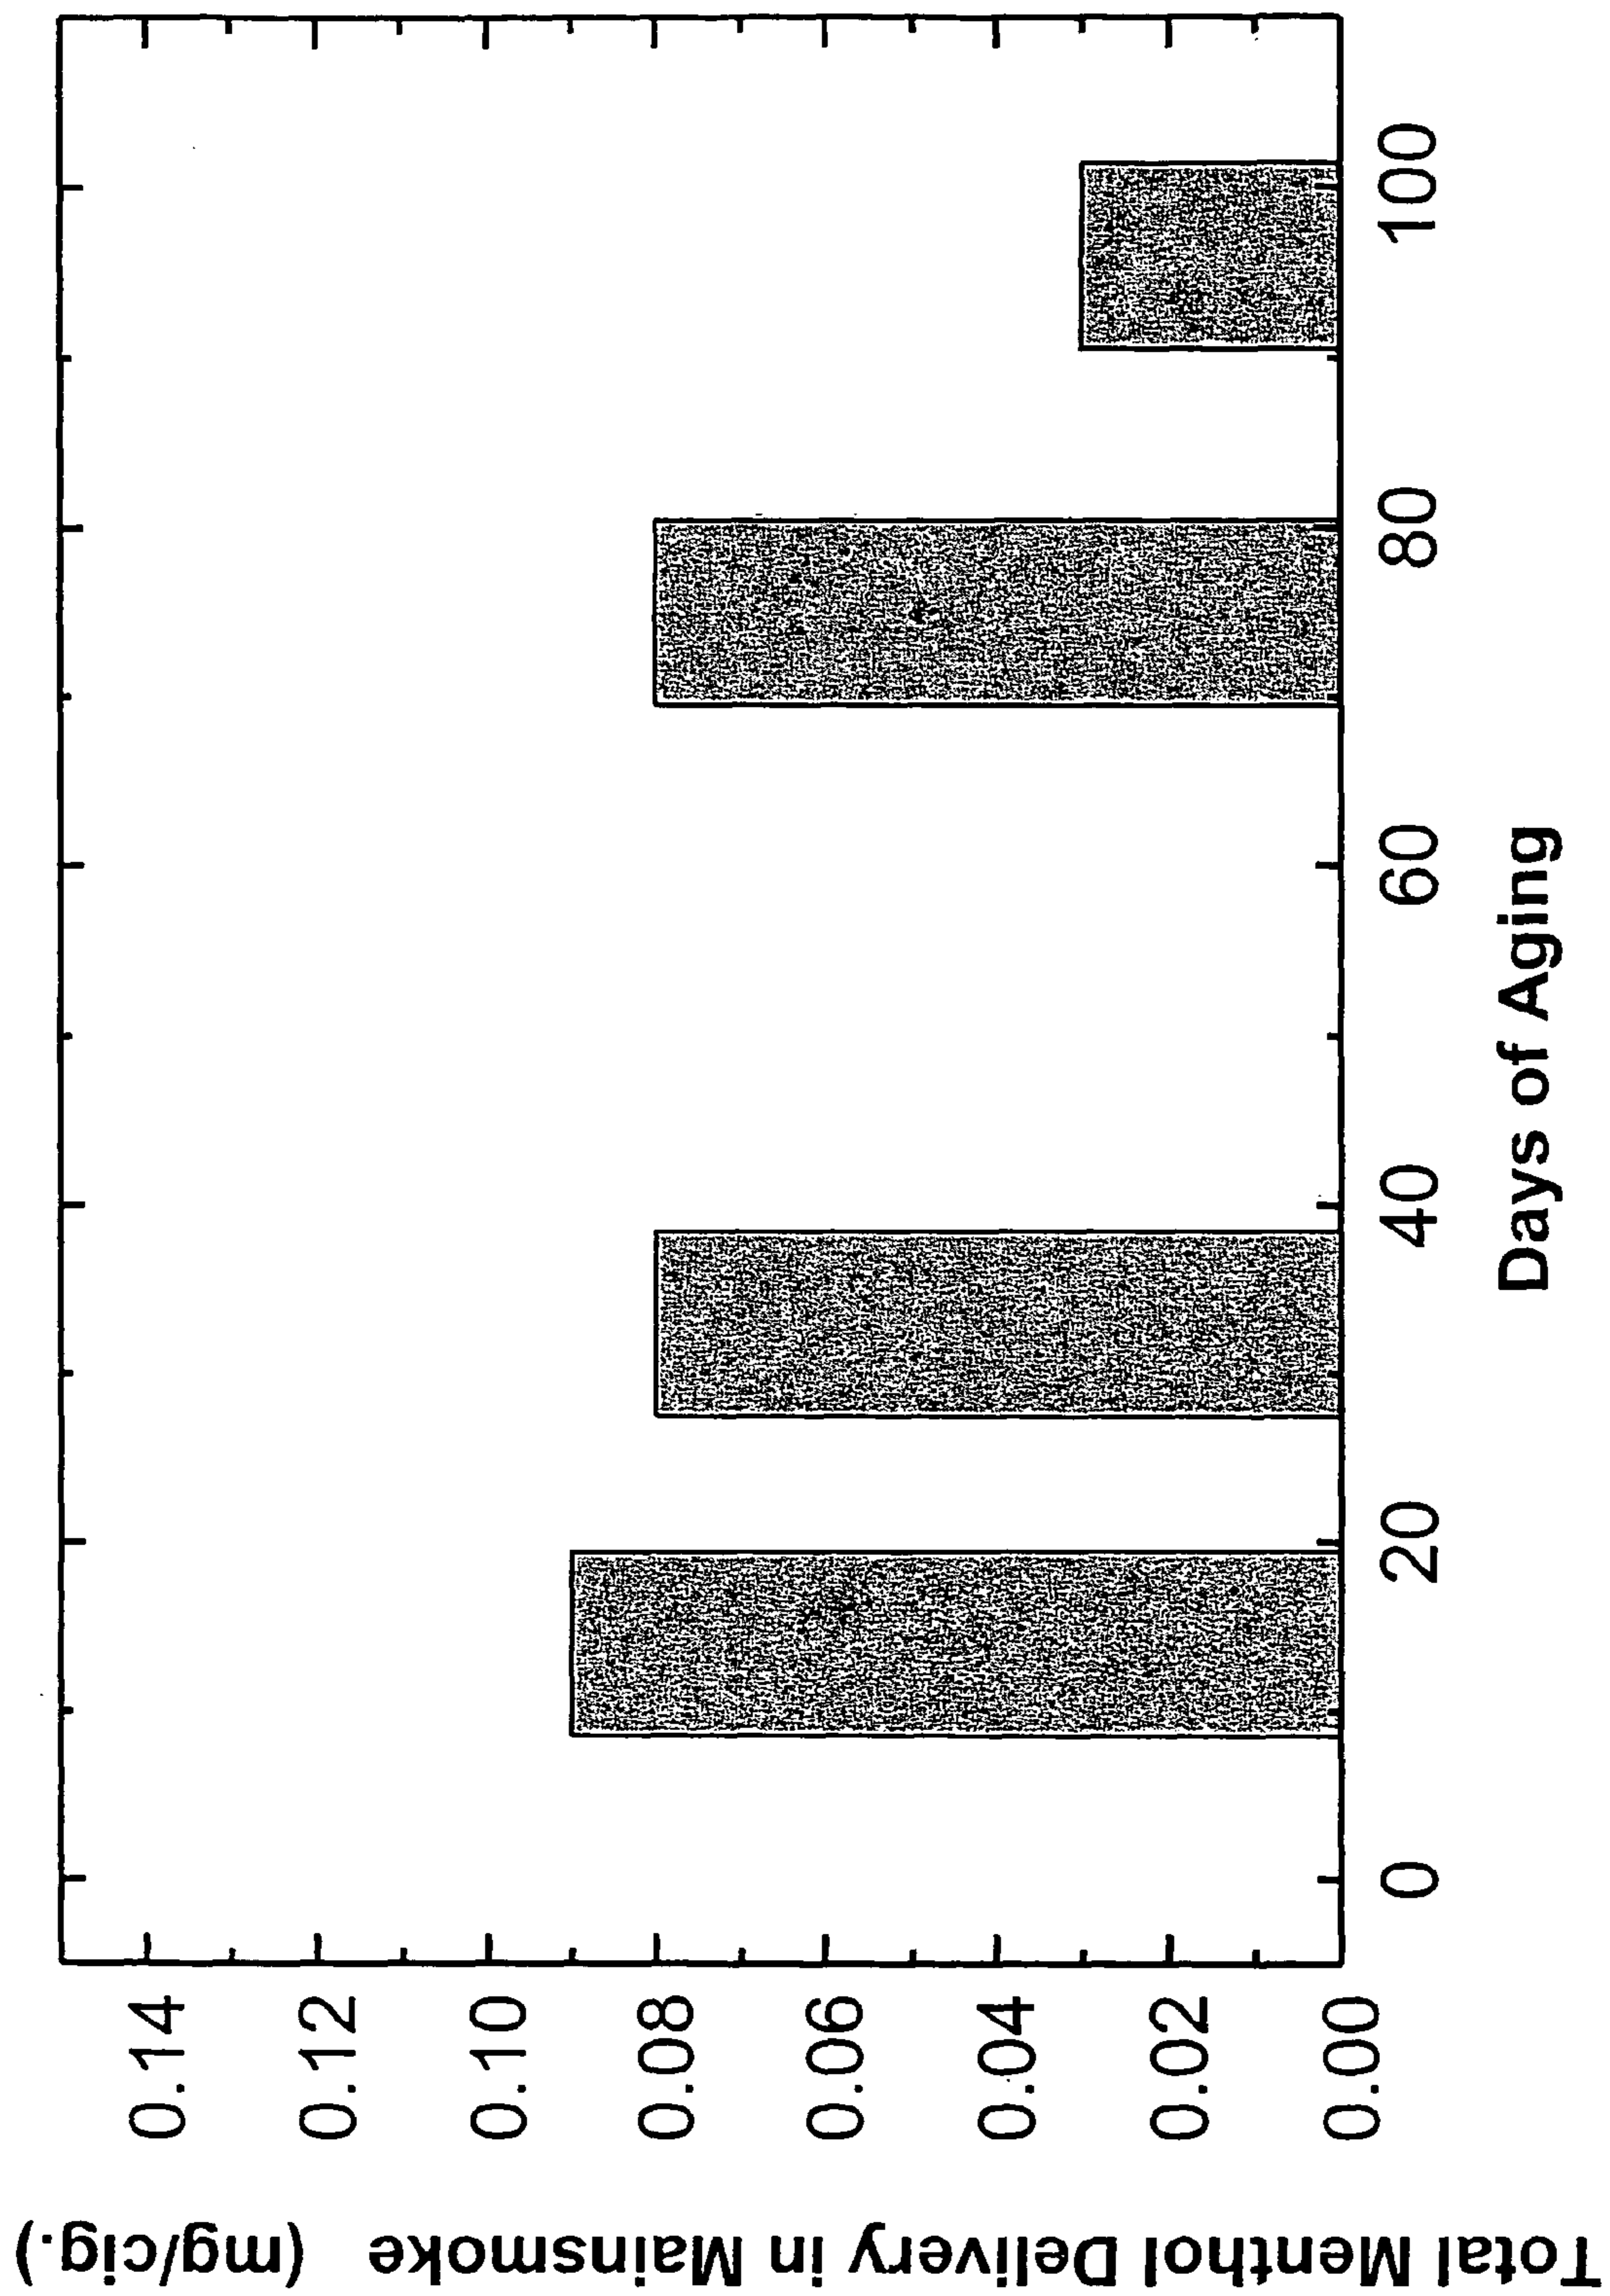 Total Menthol Delivery in Mainsmoke (mg/cig.)
0.14
0.12
0.10
0.08
0.06
0.04
0.02
0.00
0 20 40 60 80 100
Days of Aging